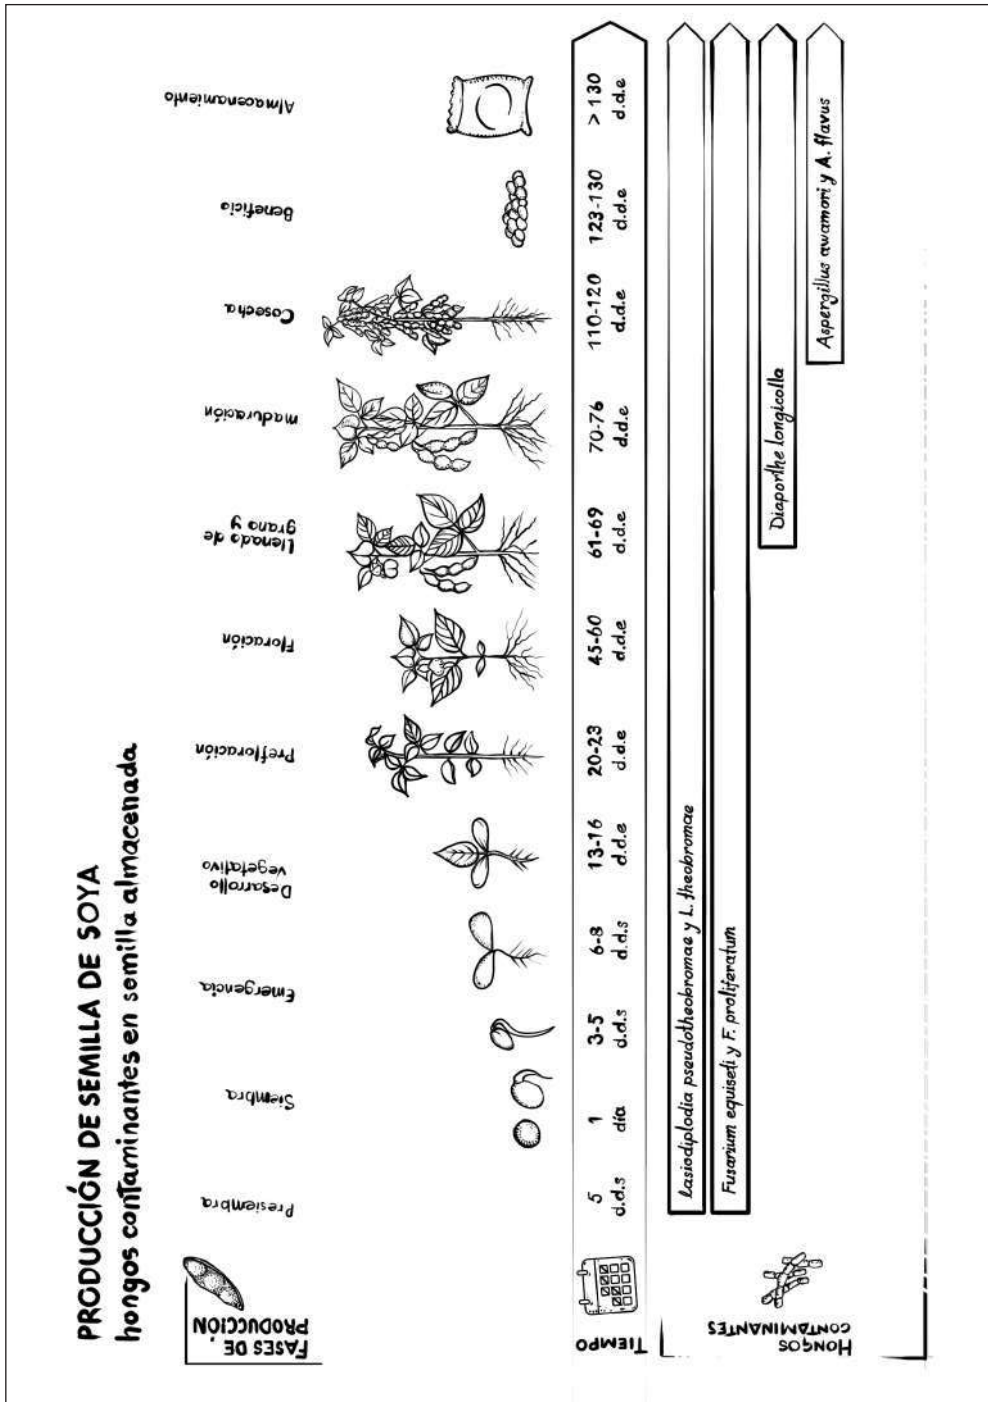 PRODUCCIÓN DE SEMILLA DE SOYA
hongos contaminantes en semilla almacenada
FASES DE
PRODUCCIÓN
Presiembra
Siembra
Emergencia
Desarrollo
vegetativo
Prefloración
Floración
Llenado de
grano y
maduración
Cosecha
Beneficio
Almacenamiento
TIEMPO
5
d.d.s
1
día
3-5
d.d.s
6-8
d.d.s
13-16
d.d.e
20-23
d.d.e
45-60
d.d.e
61-69
d.d.e
70-76
d.d.e
110-120
d.d.e
123-130
d.d.e
>130
d.d.e
HONGOS
CONTAMINANTES
Lasiodiplodia pseudotheobromae y L. theobromae
Fusarium equiseti y F. proliferatum
Diaporthe longicolla
Aspergillus awamori y A. flavus